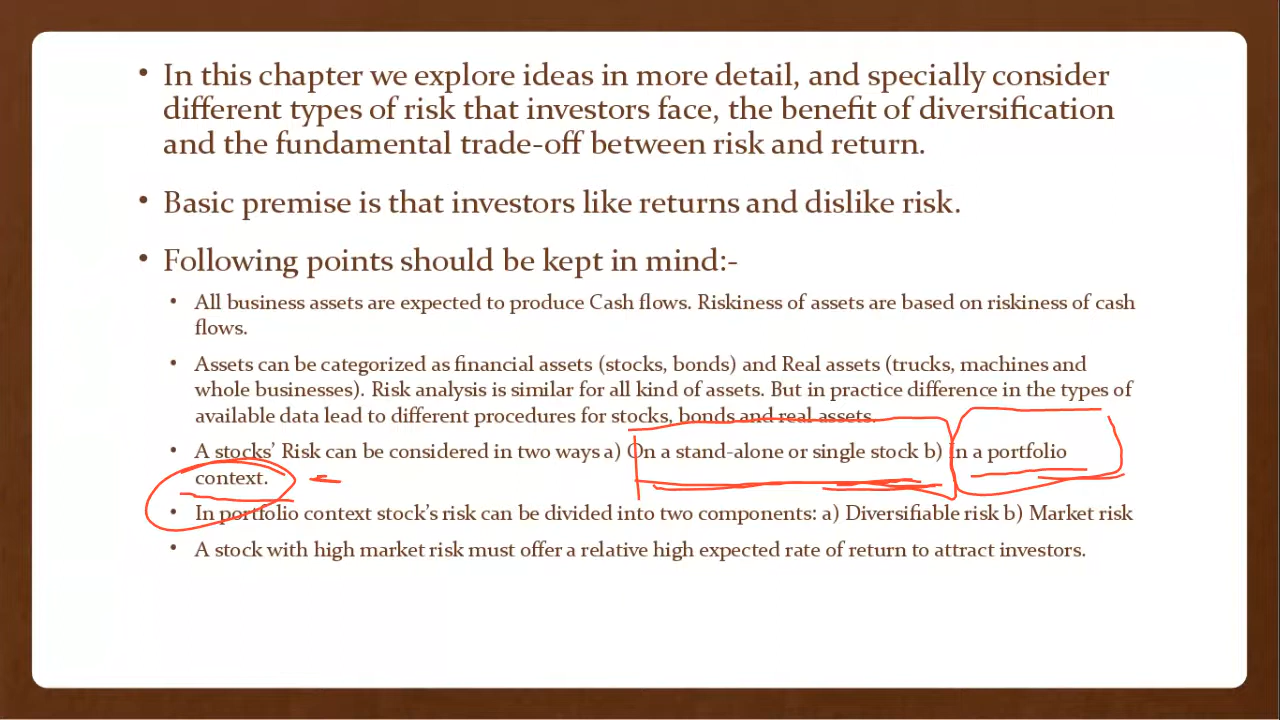 • In this chapter we explore ideas in more detail, and specially consider
different types of risk that investors face, the benefit of diversification
and the fundamental trade-off between risk and return.
• Basic premise is that investors like returns and dislike risk.
• Following points should be kept in mind:-
• All business assets are expected to produce Cash flows. Riskiness of assets are based on riskiness of cash
flows.
• Assets can be categorized as financial assets (stocks, bonds) and Real assets (trucks, machines and
whole businesses). Risk analysis is similar for all kind of assets. But in practice difference in the types of
available data lead to different procedures for stocks, bonds and real assets.
• A stocks' Risk can be considered in two ways a) On a stand-alone or single stock b) In a portfolio
context.
• In portfolio context stock's risk can be divided into two components: a) Diversifiable risk b) Market risk
• A stock with high market risk must offer a relative high expected rate of return to attract investors.